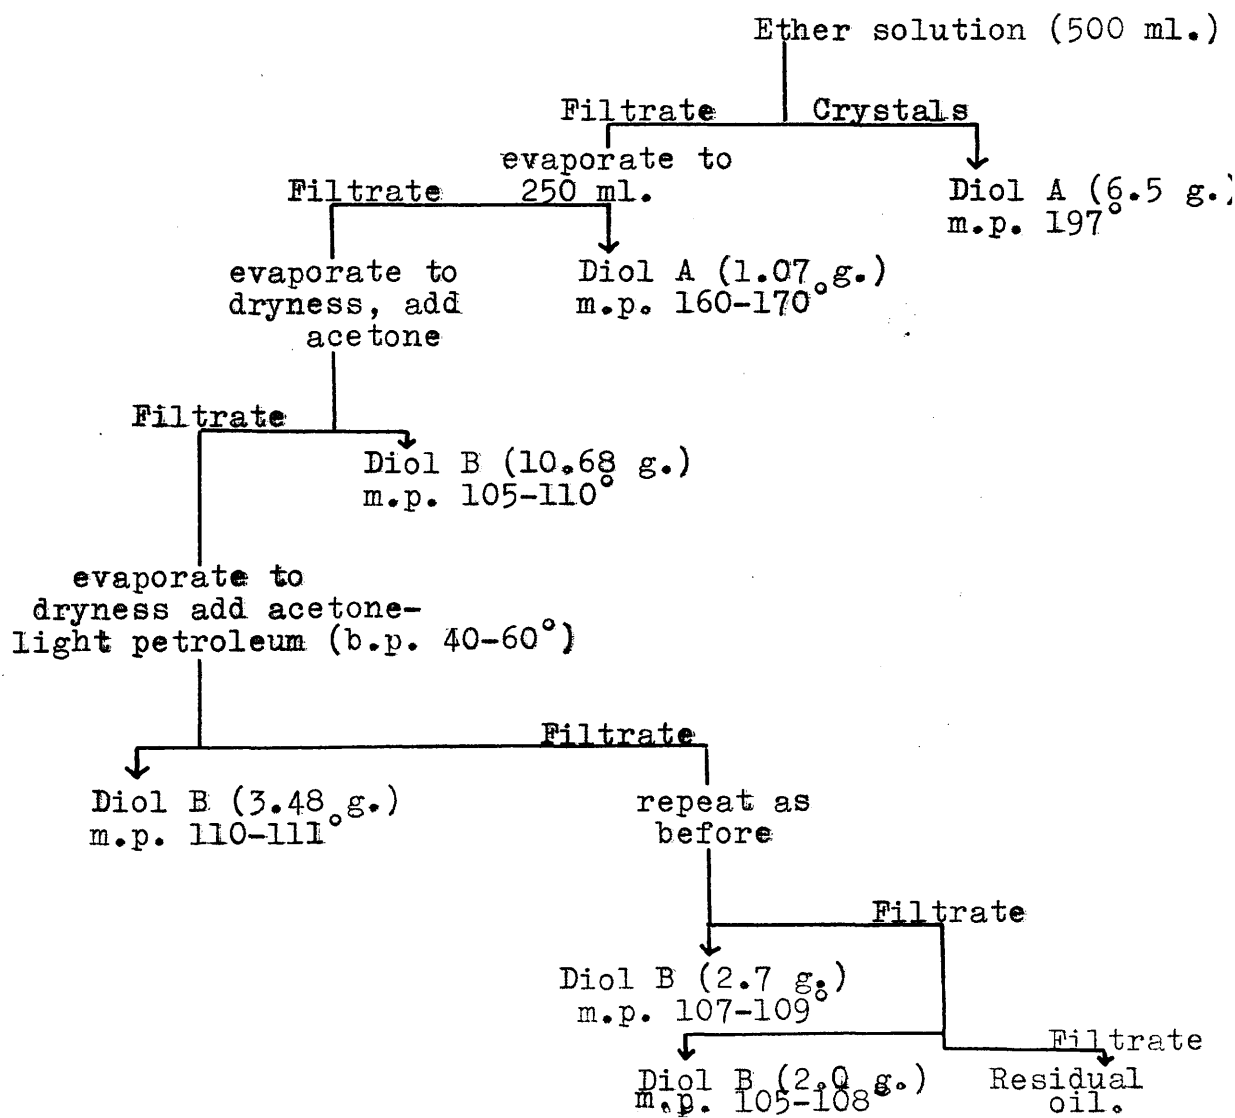 Ether solution (500 ml.)
Filtrate
Crystals
evaporate to
250 ml.
Filtrate
Diol A (6.5 g.)
m.p. 197°
evaporate to
dryness, add
acetone
Diol A (1.07 g.)
m.p. 160-170°
Filtrate
Diol B (10.68 g.)
m.p. 105-110°
evaporate to
dryness add acetone-
light petroleum (b.p. 40-60°)
Filtrate
Diol B (3.48 g.)
m.p. 110-111°
repeat as
before
Filtrate
Diol B (2.7 g.)
m.p. 107-109°
Filtrate
Diol B (2.0 g.)
m.p. 105-108°
Residual
oil.